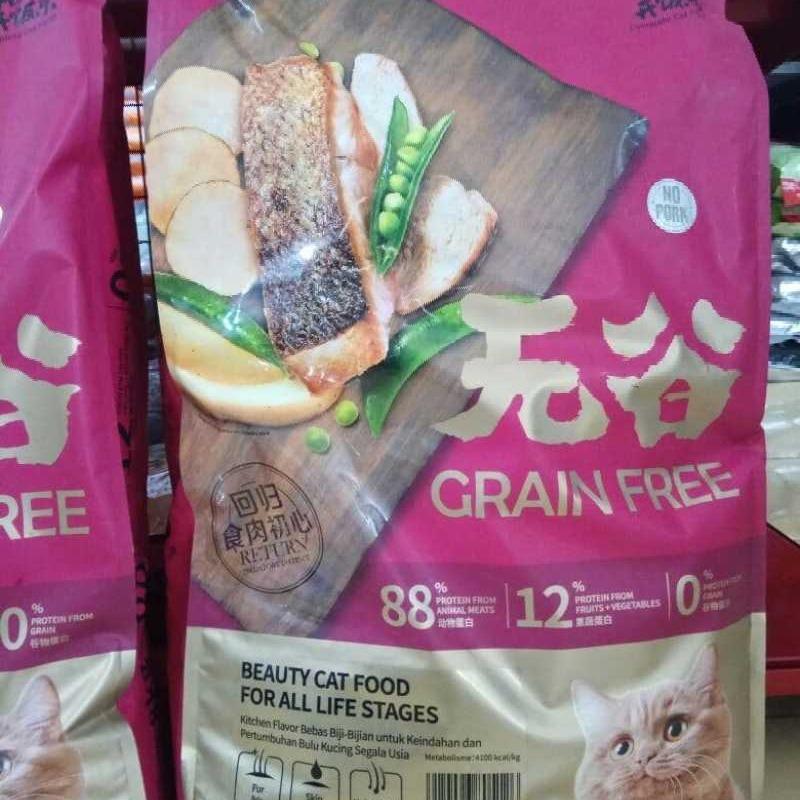 NO
PORK
无谷
GRAIN FREE
回归
食肉初心
RETURN
88%
PROTEIN FROM
ANIMAL MEATS
动物蛋白
12%
PROTEIN FROM
FRUITS+VEGETABLES
果蔬蛋白
0%
PROTEIN FROM
GRAIN
谷物蛋白
BEAUTY CAT FOOD
FOR ALL LIFE STAGES
Kitchen Flavor Bebas Biji-Bijian untuk Keindahan dan
Pertumbuhan Bulu Kucing Segala Usia
Metabolisme: 4100 kcal/kg
Fur
Skin
REE
0%
PROTEIN FROM
GRAIN
谷物蛋白